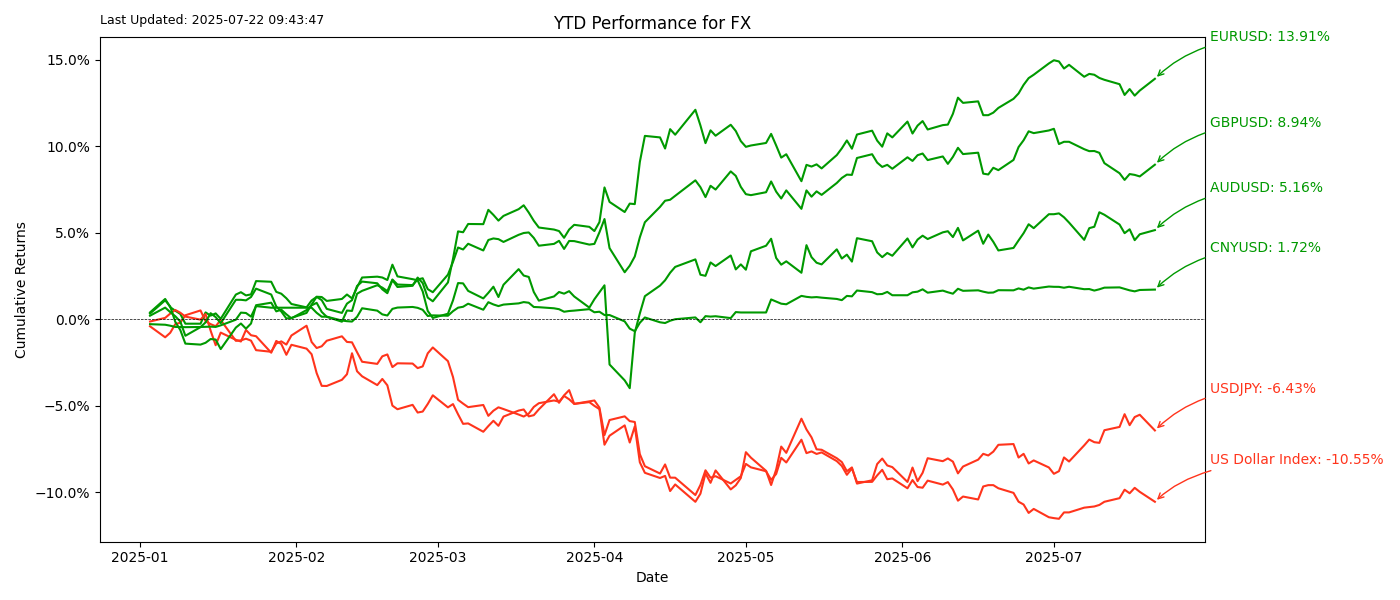 Last Updated: 2025-07-22 09:43:47
YTD Performance for FX
EURUSD: 13.91%
GBPUSD: 8.94%
AUDUSD: 5.16%
CNYUSD: 1.72%
USDJPY: -6.43%
US Dollar Index: -10.55%
Cumulative Returns
15.0%
10.0%
5.0%
0.0%
−5.0%
−10.0%
2025-01 2025-02 2025-03 2025-04 2025-05 2025-06 2025-07
Date